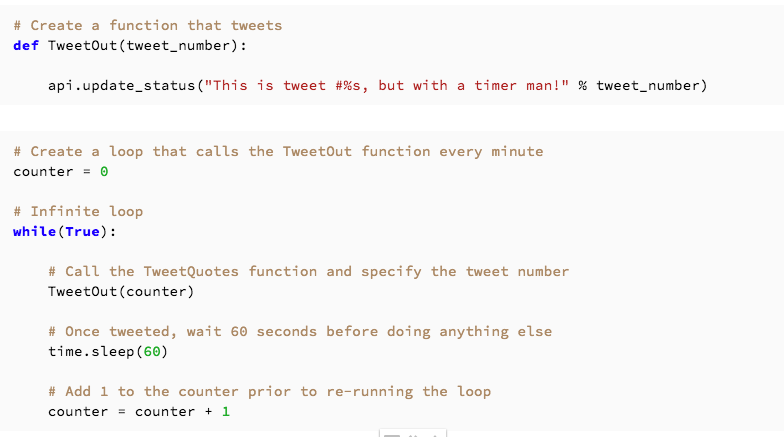 # Create a function that tweets
def TweetOut(tweet_number):
api.update_status("This is tweet #%s, but with a timer man!" % tweet_number)
# Create a loop that calls the TweetOut function every minute
counter = 0
# Infinite loop
while(True):
# Call the TweetQuotes function and specify the tweet number
TweetOut(counter)
# Once tweeted, wait 60 seconds before doing anything else
time.sleep(60)
# Add 1 to the counter prior to re-running the loop
counter = counter + 1